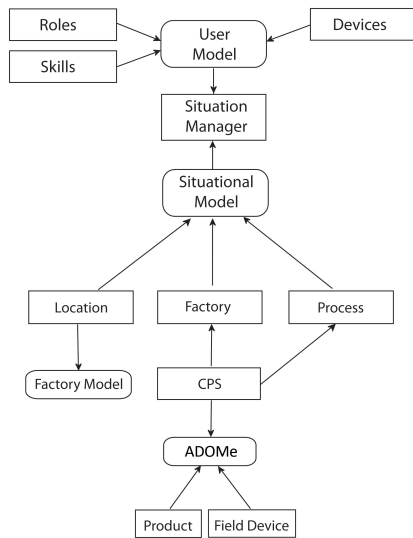 Roles
User
Model
Devices
Skills
Situation
Manager
Situational
Model
Location
Factory
Process
Factory Model
CPS
ADOMe
Product
Field Device